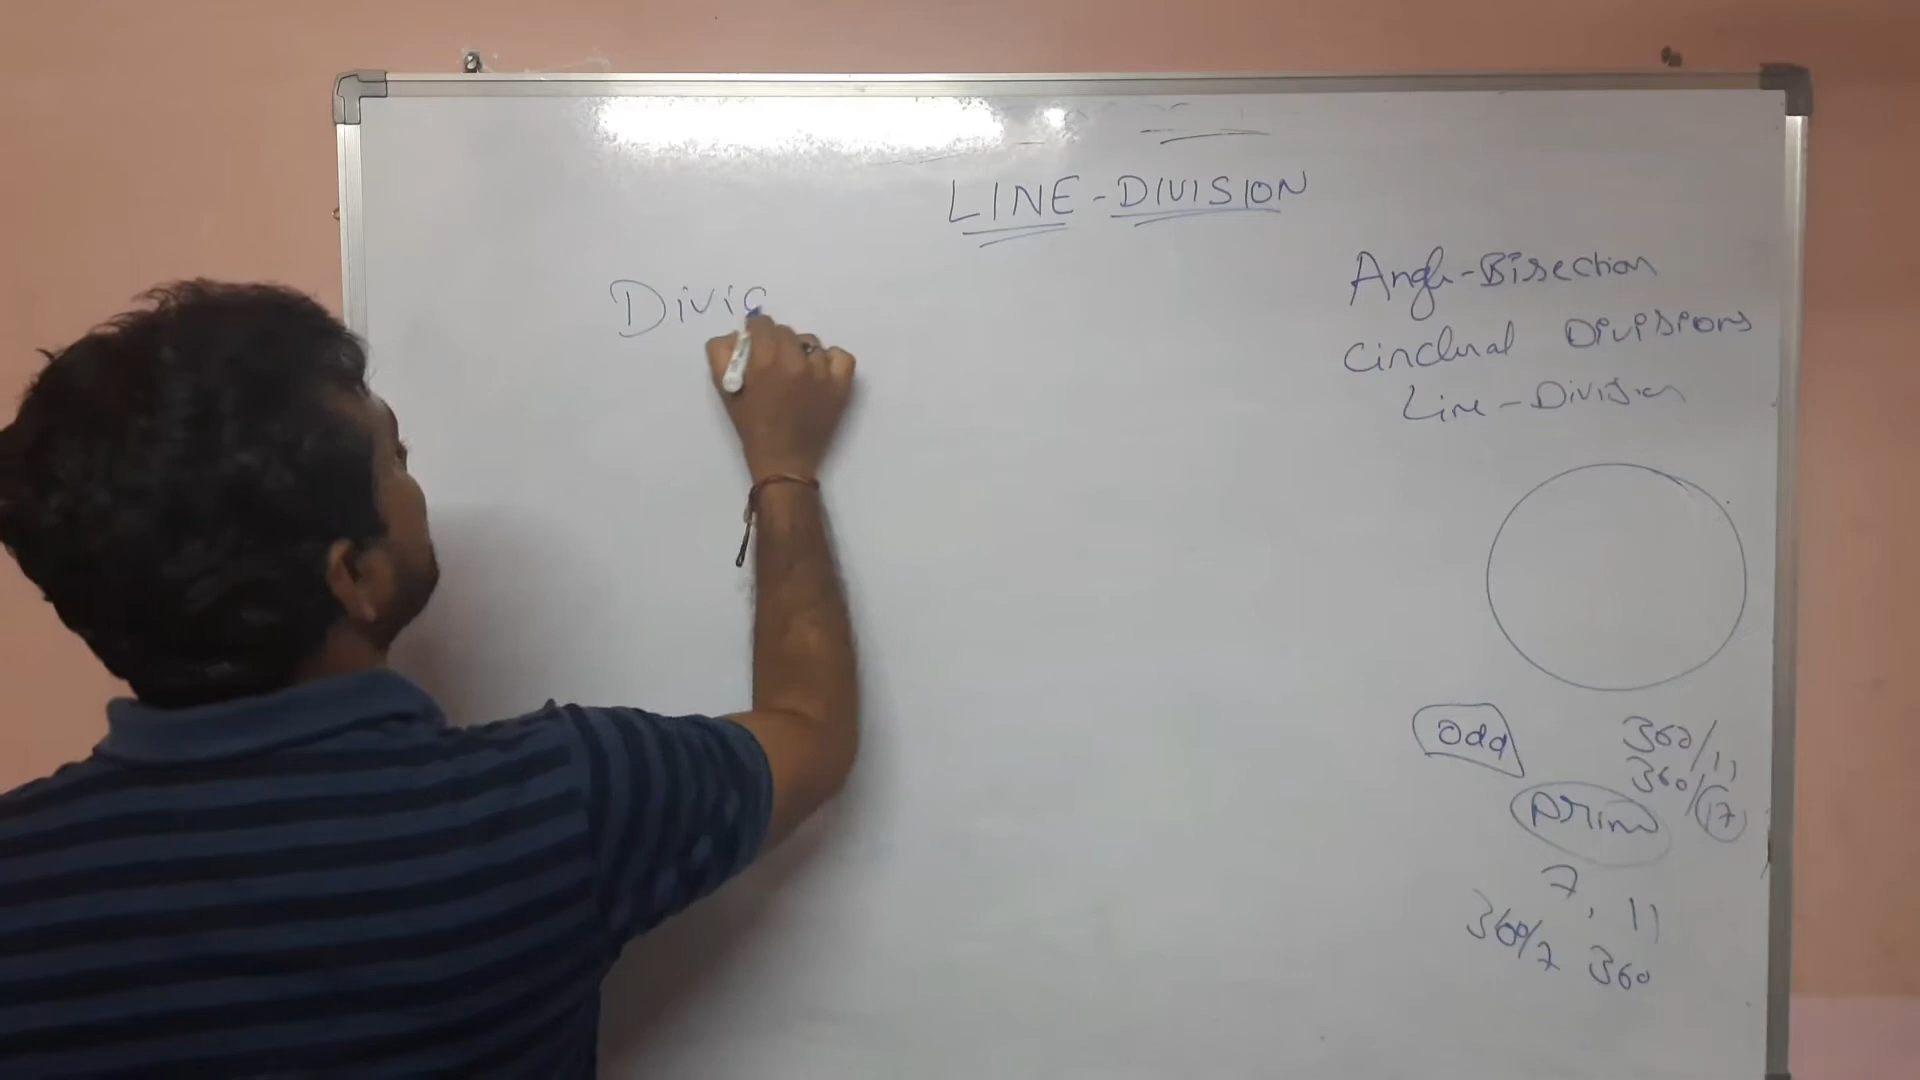 LINE-DIVISION
Divis
Angle-Bisection
Circlural DIVISIONS
Line-Division
odd
360/11
360/17
prime
7, 11
360/7 360